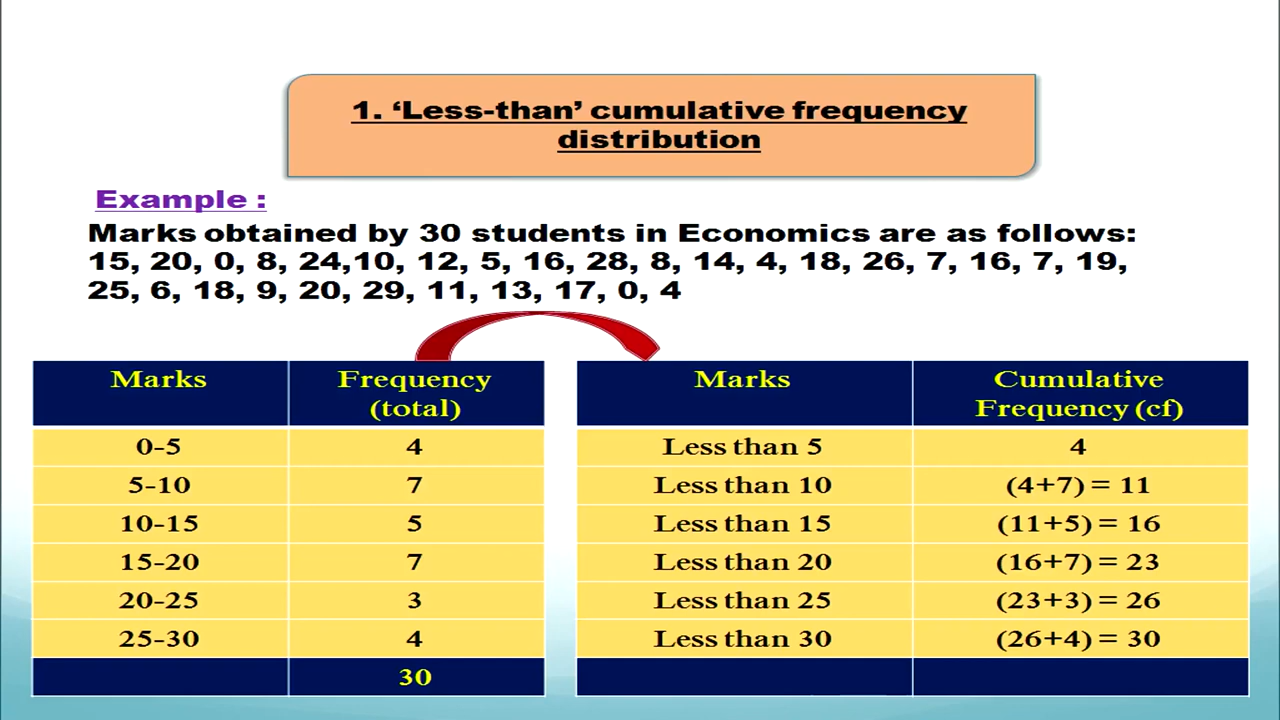 1. ‘Less-than’ cumulative frequency
distribution
Example :
Marks obtained by 30 students in Economics are as follows:
15, 20, 0, 8, 24,10, 12, 5, 16, 28, 8, 14, 4, 18, 26, 7, 16, 7, 19,
25, 6, 18, 9, 20, 29, 11, 13, 17, 0, 4
Marks Frequency
(total)
0-5 4
5-10 7
10-15 5
15-20 7
20-25 3
25-30 4
30
Marks Cumulative
Frequency (cf)
Less than 5 4
Less than 10 (4+7) = 11
Less than 15 (11+5) = 16
Less than 20 (16+7) = 23
Less than 25 (23+3) = 26
Less than 30 (26+4) = 30